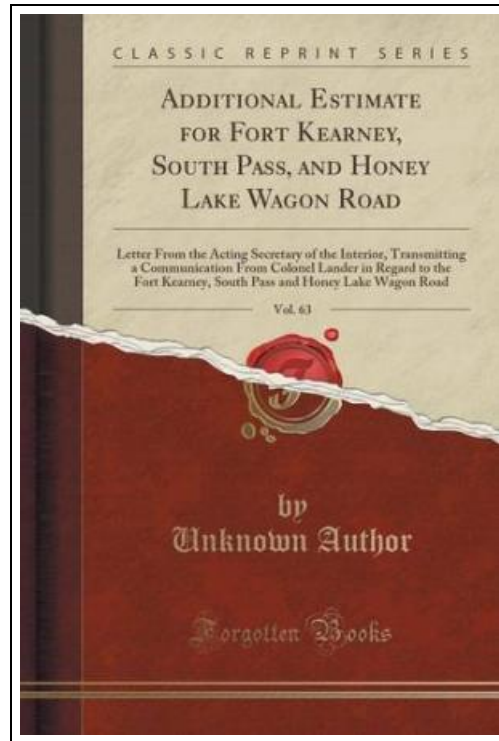 CLASSIC REPRINT SERIES
ADDITIONAL ESTIMATE
FOR FORT KEARNEY,
SOUTH PASS, AND HONEY
LAKE WAGON ROAD
Letter From the Acting Secretary of the Interior, Transmitting
a Communication From Colonel Lander in Regard to the
Fort Kearney, South Pass and Honey Lake Wagon Road
Vol. 63
by
Unknown Author
Forgotten Books